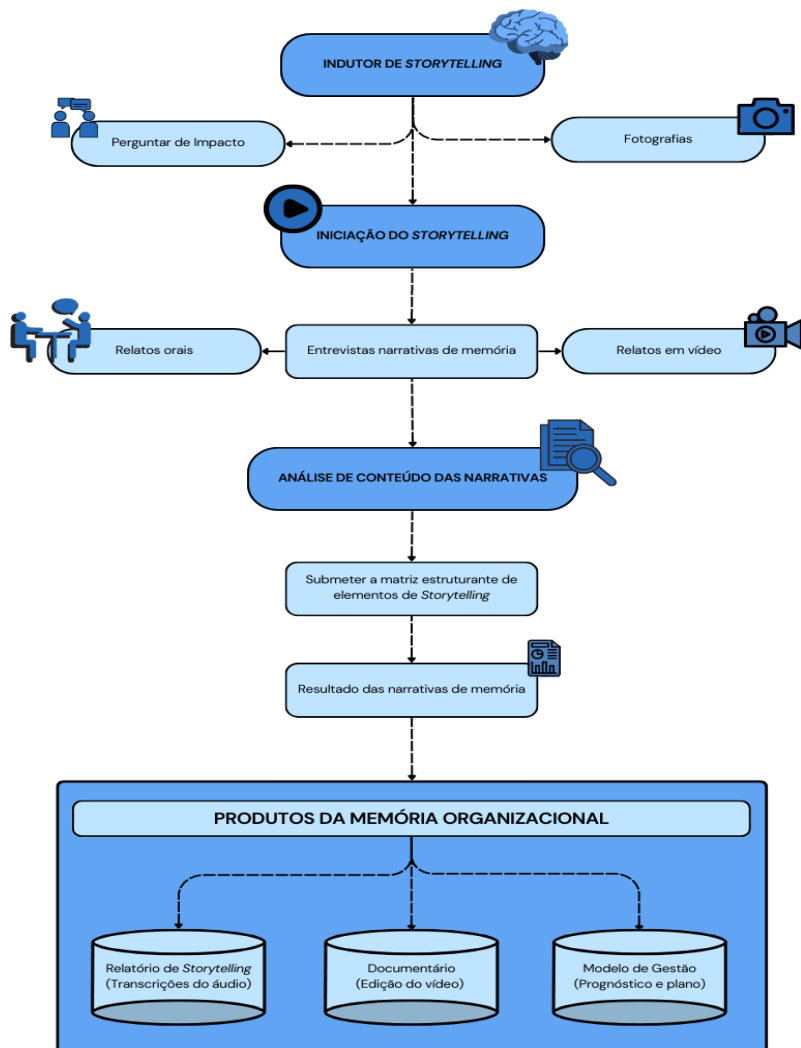 INDUTOR DE STORYTELLING
Perguntar de Impacto
Fotografias
INICIAÇÃO DO STORYTELLING
Relatos orais
Entrevistas narrativas de memória
Relatos em vídeo
ANÁLISE DE CONTEÚDO DAS NARRATIVAS
Submeter a matriz estruturante de
elementos de Storytelling
Resultado das narrativas de memória
PRODUTOS DA MEMÓRIA ORGANIZACIONAL
Relatório de Storytelling
(Transcrições do áudio)
Documentário
(Edição do vídeo)
Modelo de Gestão
(Prognóstico e plano)